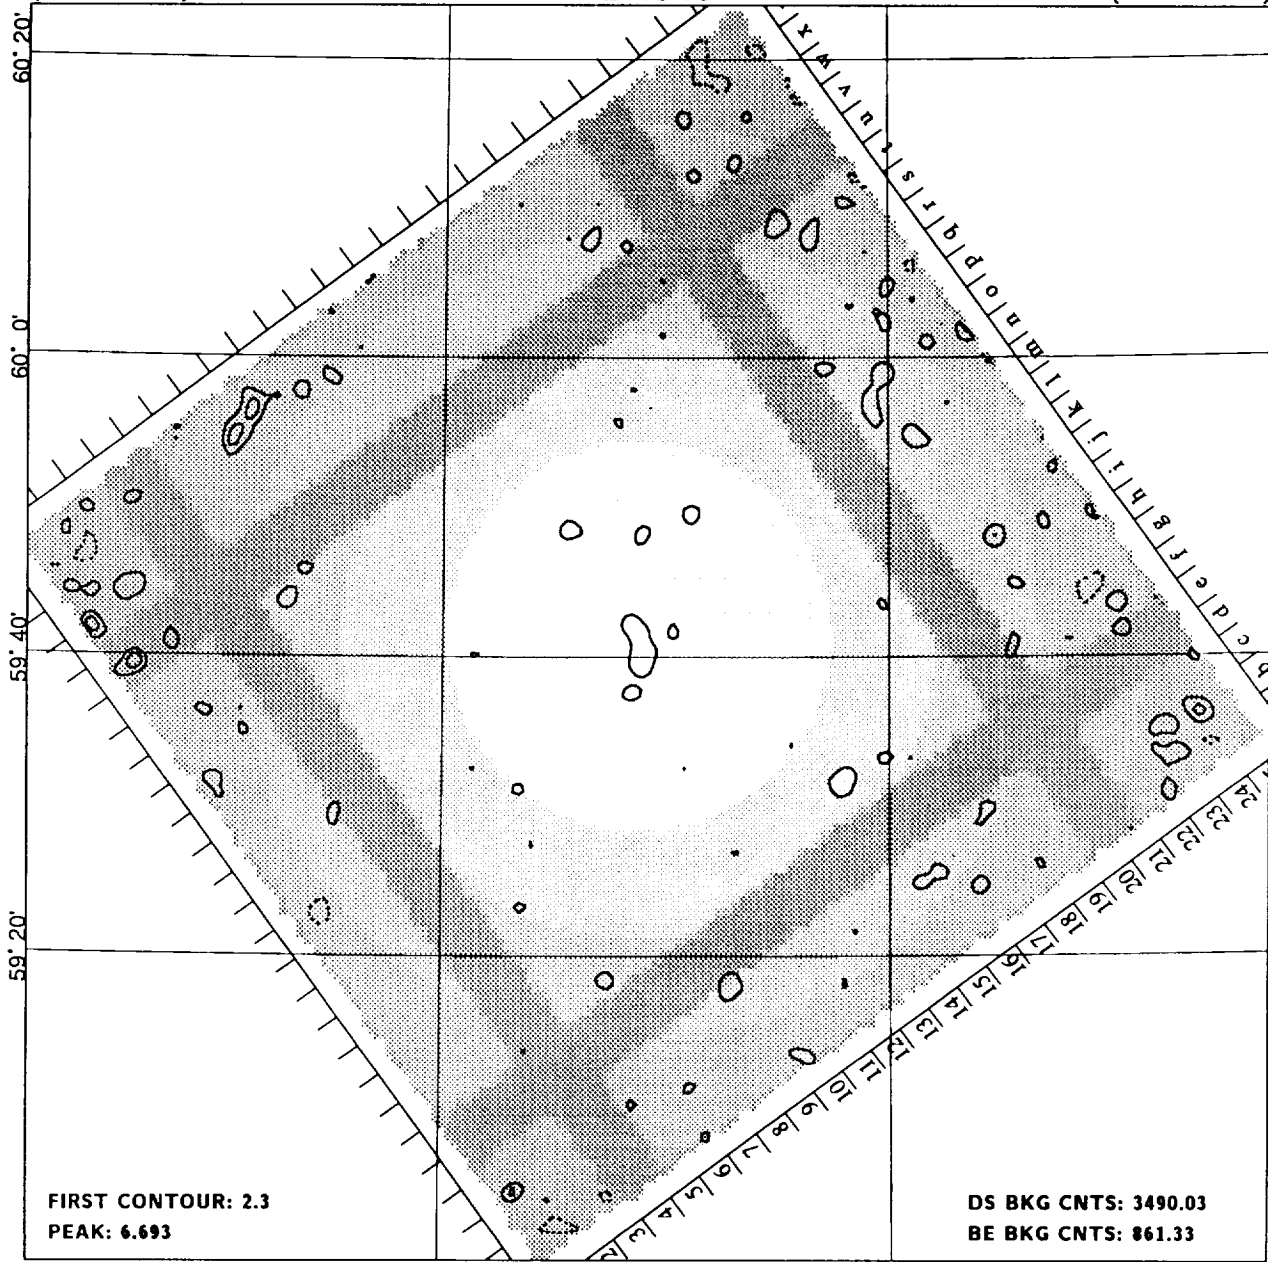 60° 20'
60° 0'
59° 40'
59° 20'
x w v u t s r q p o n m l k j i h g f e d c b
24 23 22 21 20 19 18 17 16 15 14 13 12 11 10 9 8 7 6 5 4 3 2
FIRST CONTOUR: 2.3
PEAK: 6.693
DS BKG CNTS: 3490.03
BE BKG CNTS: 861.33